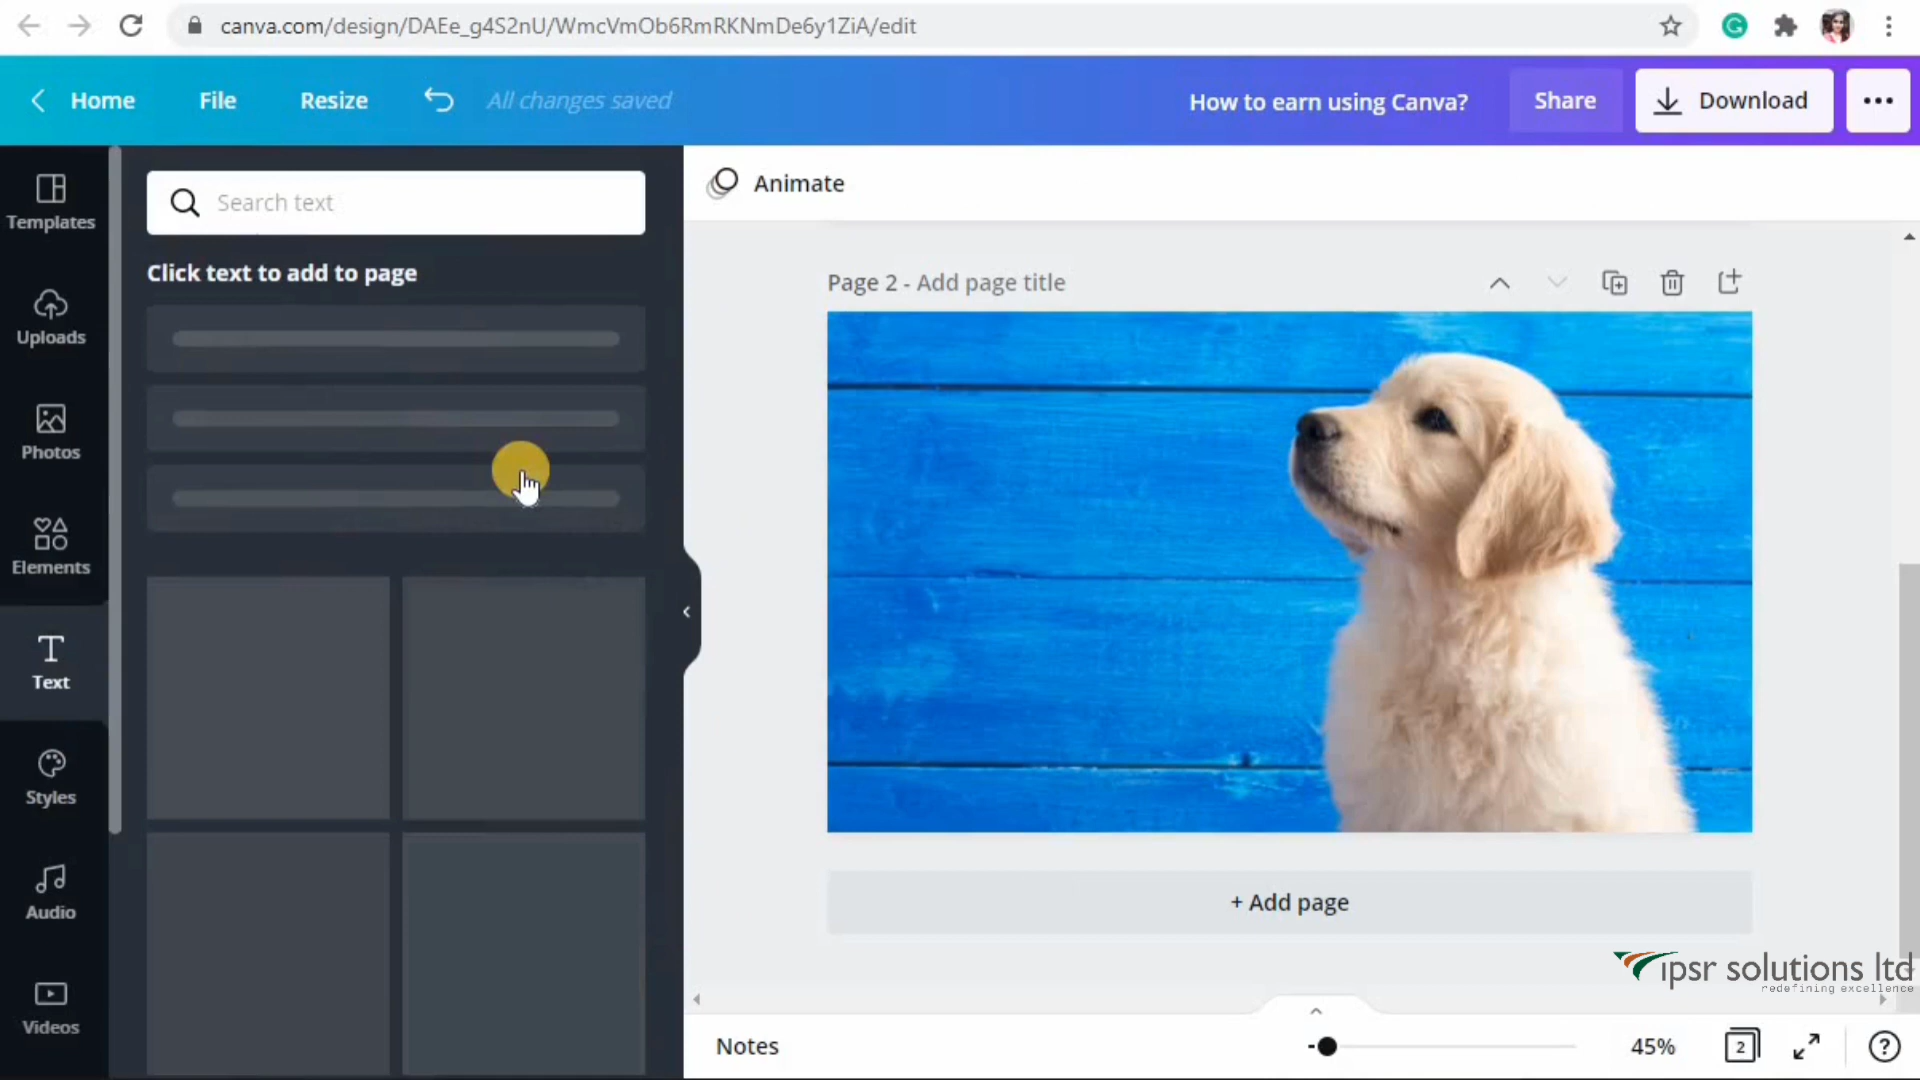 canva.com/design/DAEe_g4S2nU/WmcVmOb6RmRKNmDe6y1ZiA/edit
Home
File
Resize
All changes saved
How to earn using Canva?
Share
Download
Templates
Uploads
Photos
Elements
Text
Styles
Audio
Videos
Search text
Click text to add to page
Animate
Page 2 - Add page title
+ Add page
ipsr solutions ltd
redefining excellence
Notes
45%
2